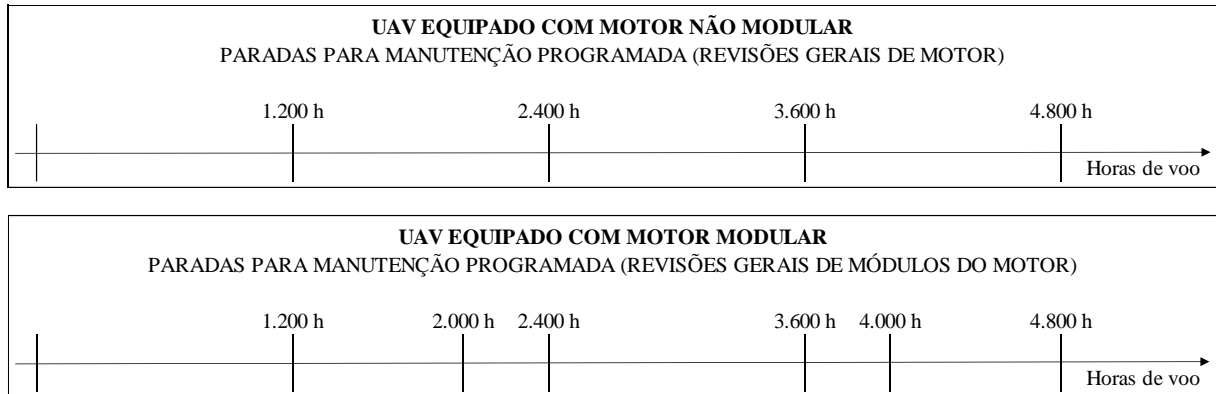 UAV EQUIPADO COM MOTOR NÃO MODULAR
PARADAS PARA MANUTENÇÃO PROGRAMADA (REVISÕES GERAIS DE MOTOR)
1.200 h 2.400 h 3.600 h 4.800 h
Horas de voo
UAV EQUIPADO COM MOTOR MODULAR
PARADAS PARA MANUTENÇÃO PROGRAMADA (REVISÕES GERAIS DE MÓDULOS DO MOTOR)
1.200 h 2.000 h 2.400 h 3.600 h 4.000 h 4.800 h
Horas de voo